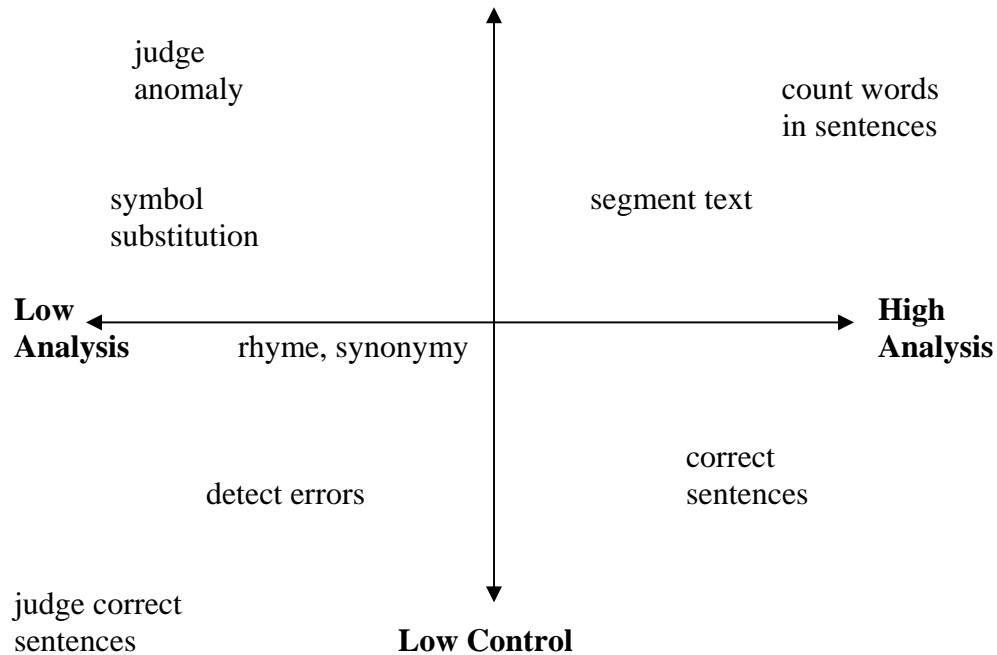 judge
anomaly
count words
in sentences
symbol
substitution
segment text
Low
Analysis
High
Analysis
rhyme, synonymy
correct
sentences
detect errors
judge correct
sentences
Low Control